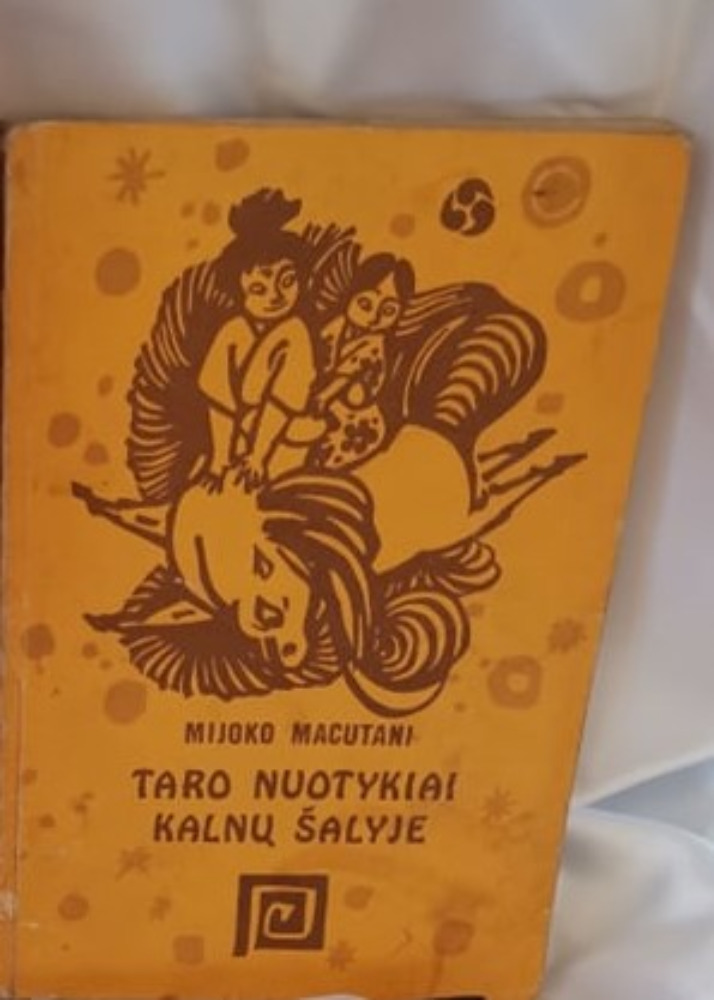 MIJOKO MACUTANI
TARO NUOTYKIAI
KALNŲ ŠALYJE